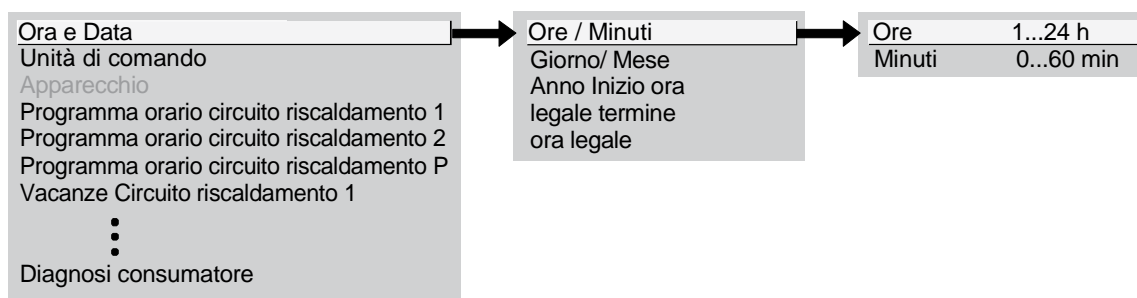 Ora e Data
Unità di comando
Apparecchio
Programma orario circuito riscaldamento 1
Programma orario circuito riscaldamento 2
Programma orario circuito riscaldamento P
Vacanze Circuito riscaldamento 1
Diagnosi consumatore
Ore / Minuti
Giorno/ Mese
Anno Inizio ora
legale termine
ora legale
Ore 1...24 h
Minuti 0...60 min